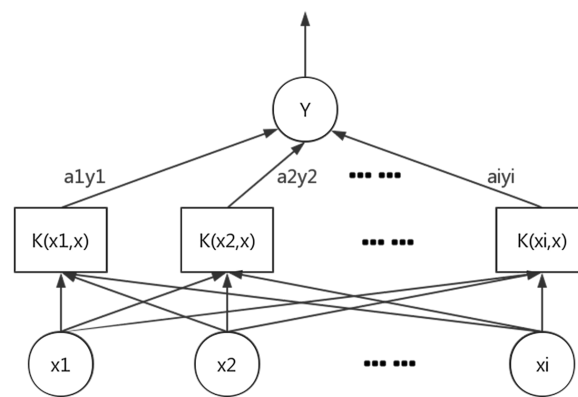 Y
a1y1 a2y2 ...... aiyi
K(x1,x) K(x2,x) ...... K(xi,x)
x1 x2 ...... xi